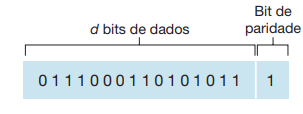 Bit de
d bits de dados paridade
0111000110101011 1